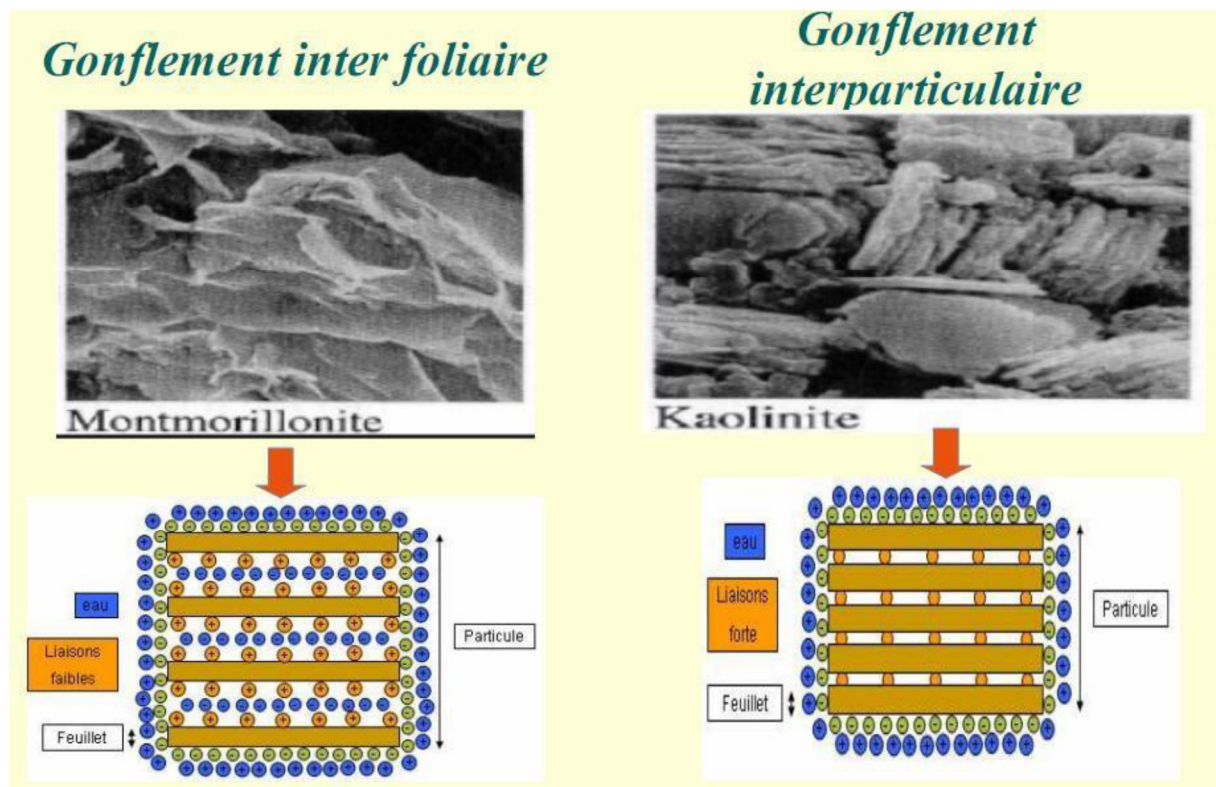 Gonflement inter foliaire
Gonflement
interparticulaire
Montmorillonite
Kaolinite
eau
Liaisons
faibles
Feuillet
Particule
eau
Liaisons
forte
Feuillet
Particule